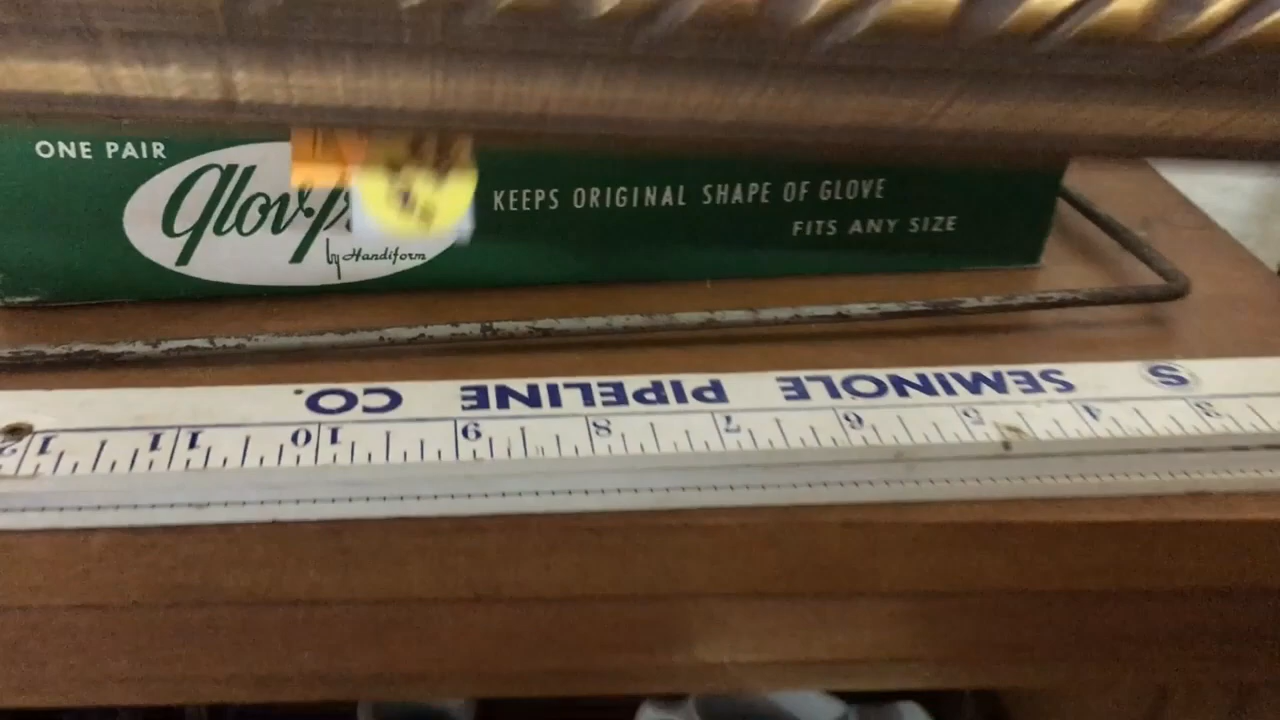 ONE PAIR
by Handiform
KEEPS ORIGINAL SHAPE OF GLOVE
FITS ANY SIZE
S SEMINOLE PIPELINE CO.
3 4 5 6 7 8 9 10 11